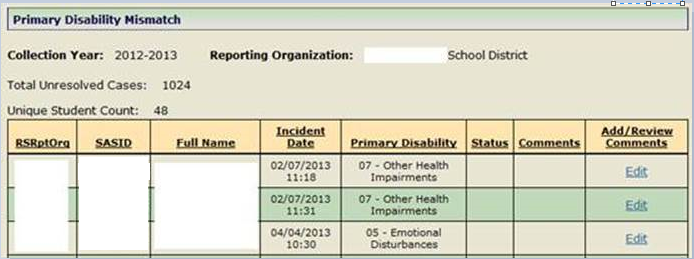 Primary Disability Mismatch
Collection Year: 2012-2013 Reporting Organization: School District
Total Unresolved Cases: 1024
Unique Student Count: 48
RSRptOrg SASID Full Name Incident Date Primary Disability Status Comments Add/Review Comments
02/07/2013 11:18 07 - Other Health Impairments Edit
02/07/2013 11:31 07 - Other Health Impairments Edit
04/04/2013 10:30 05 - Emotional Disturbances Edit